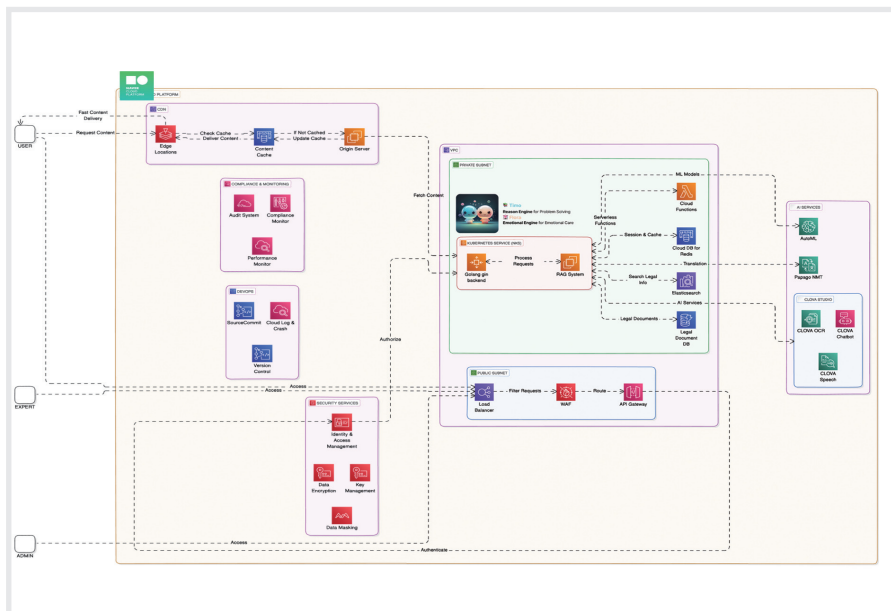 NAVER
CLOUD
PLATFORM
PLATFORM
CDN
Fast Content
Delivery
Request Content
USER
Edge
Locations
Check Cache
Deliver Content
Content
Cache
If Not Cached
Update Cache
Origin Server
COMPLIANCE & MONITORING
Audit System
Compliance
Monitor
Performance
Monitor
DEVOPS
SourceCommit
Cloud Log &
Crash
Version
Control
Fetch Content
VPC
PRIVATE SUBNET
Reason Engine for Problem Solving
Emotional Engine for Emotional Care
KUBERNETES SERVICE (NKS)
Golang gin
backend
Process
Requests
RAG System
ML Models
Serverless
Functions
Cloud
Functions
Session & Cache
Cloud DB for
Redis
Translation
Search Legal
Info
Elasticsearch
AI Services
Legal Documents
Legal
Document
DB
AI SERVICES
AutoML
Papago NMT
CLOVA STUDIO
CLOVA OCR
CLOVA
Chatbot
CLOVA
Speech
Authorize
PUBLIC SUBNET
Access
Access
EXPERT
Load
Balancer
Filter Requests
WAF
Route
API Gateway
SECURITY SERVICES
Identity &
Access
Management
Data
Encryption
Key
Management
Data Masking
ADMIN
Access
Authenticate